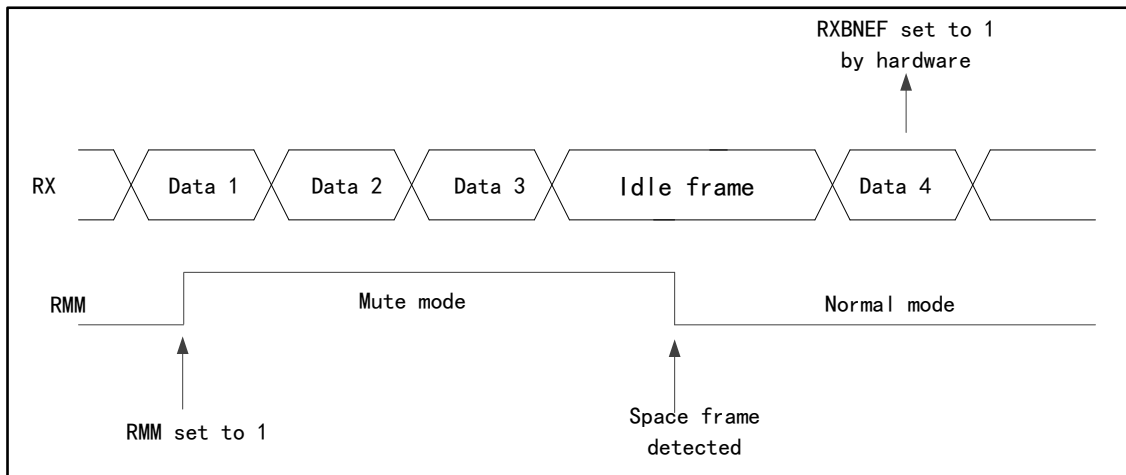 RXBNEF set to 1
by hardware
RX
Data 1
Data 2
Data 3
Idle frame
Data 4
RMM
Mute mode
Normal mode
RMM set to 1
Space frame
detected